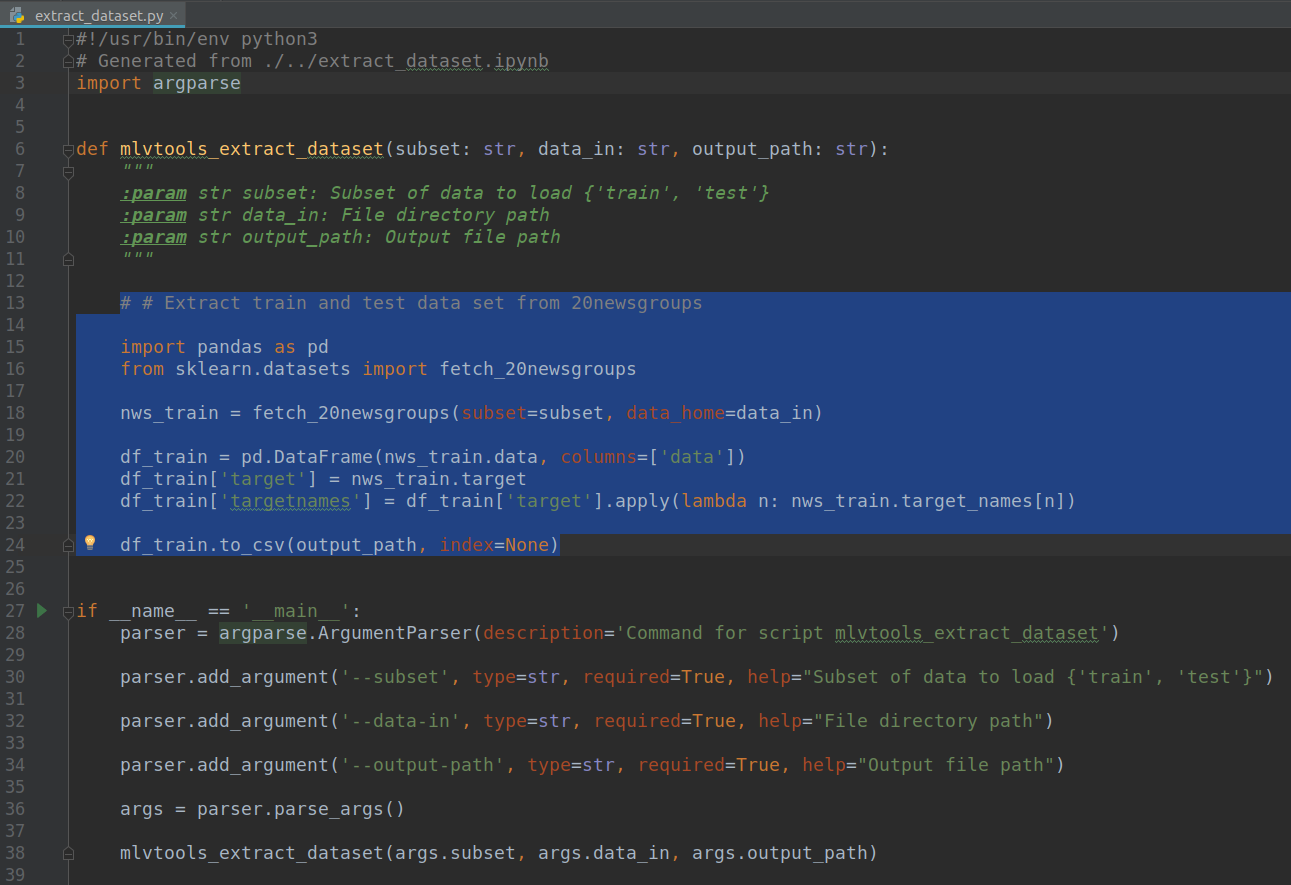 extract_dataset.py ×
1 #!/usr/bin/env python3
2 # Generated from ./../extract_dataset.ipynb
3 import argparse
4
5
6 def mlvtools_extract_dataset(subset: str, data_in: str, output_path: str):
7     """
8     :param str subset: Subset of data to load {'train', 'test'}
9     :param str data_in: File directory path
10     :param str output_path: Output file path
11     """
12
13     # # Extract train and test data set from 20newsgroups
14
15     import pandas as pd
16     from sklearn.datasets import fetch_20newsgroups
17
18     nws_train = fetch_20newsgroups(subset=subset, data_home=data_in)
19
20     df_train = pd.DataFrame(nws_train.data, columns=['data'])
21     df_train['target'] = nws_train.target
22     df_train['targetnames'] = df_train['target'].apply(lambda n: nws_train.target_names[n])
23
24     df_train.to_csv(output_path, index=None)
25
26
27 if __name__ == '__main__':
28     parser = argparse.ArgumentParser(description='Command for script mlvtools_extract_dataset')
29
30     parser.add_argument('--subset', type=str, required=True, help="Subset of data to load {'train', 'test'}")
31
32     parser.add_argument('--data-in', type=str, required=True, help="File directory path")
33
34     parser.add_argument('--output-path', type=str, required=True, help="Output file path")
35
36     args = parser.parse_args()
37
38     mlvtools_extract_dataset(args.subset, args.data_in, args.output_path)
39